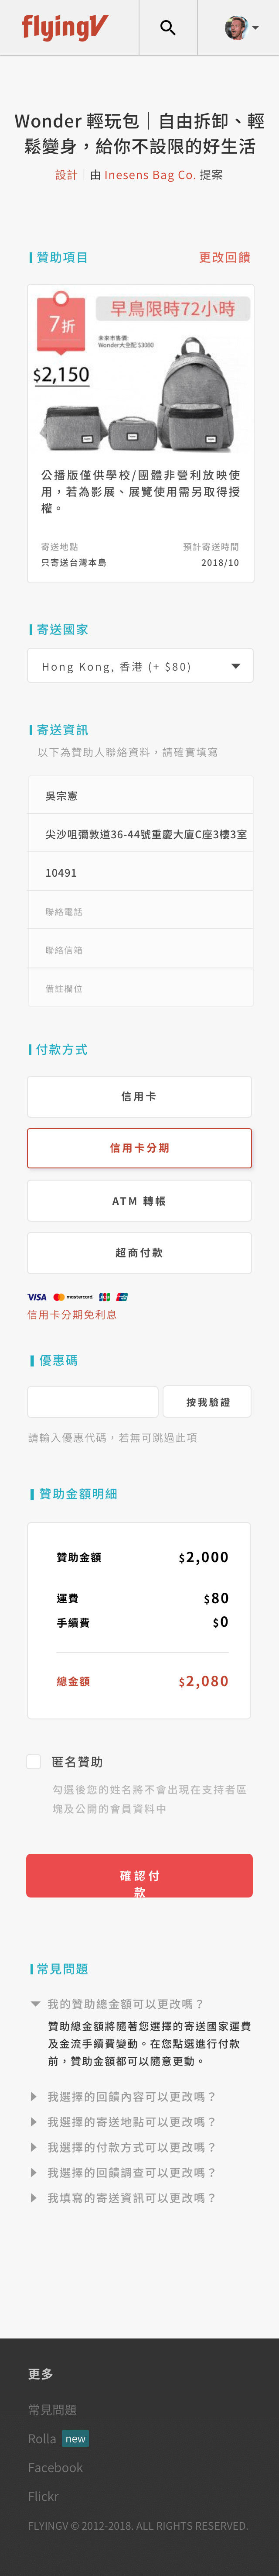 flyingV
Wonder 輕玩包｜自由拆卸、輕
鬆變身，給你不設限的好生活
設計｜由 Inesens Bag Co. 提案
贊助項目 更改回饋
早鳥限時72小時
7折
未來市售價:
Wonder大全配 $3080
$2,150
公播版僅供學校/團體非營利放映使
用，若為影展、展覽使用需另取得授
權。
寄送地點 預計寄送時間
只寄送台灣本島 2018/10
寄送國家
Hong Kong, 香港 (+ $80)
寄送資訊
以下為贊助人聯絡資料，請確實填寫
吳宗憲
尖沙咀彌敦道36-44號重慶大廈C座3樓3室
10491
聯絡電話
聯絡信箱
備註欄位
付款方式
信用卡
信用卡分期
ATM 轉帳
超商付款
VISA mastercard JCB
信用卡分期免利息
優惠碼
按我驗證
請輸入優惠代碼，若無可跳過此項
贊助金額明細
贊助金額 $2,000
運費 $80
手續費 $0
總金額 $2,080
匿名贊助
勾選後您的姓名將不會出現在支持者區
塊及公開的會員資料中
確認付
款
常見問題
我的贊助總金額可以更改嗎？
贊助總金額將隨著您選擇的寄送國家運費
及金流手續費變動。在您點選進行付款
前，贊助金額都可以隨意更動。
我選擇的回饋內容可以更改嗎？
我選擇的寄送地點可以更改嗎？
我選擇的付款方式可以更改嗎？
我選擇的回饋調查可以更改嗎？
我填寫的寄送資訊可以更改嗎？
更多
常見問題
Rolla new
Facebook
Flickr
FLYINGV © 2012-2018. ALL RIGHTS RESERVED.